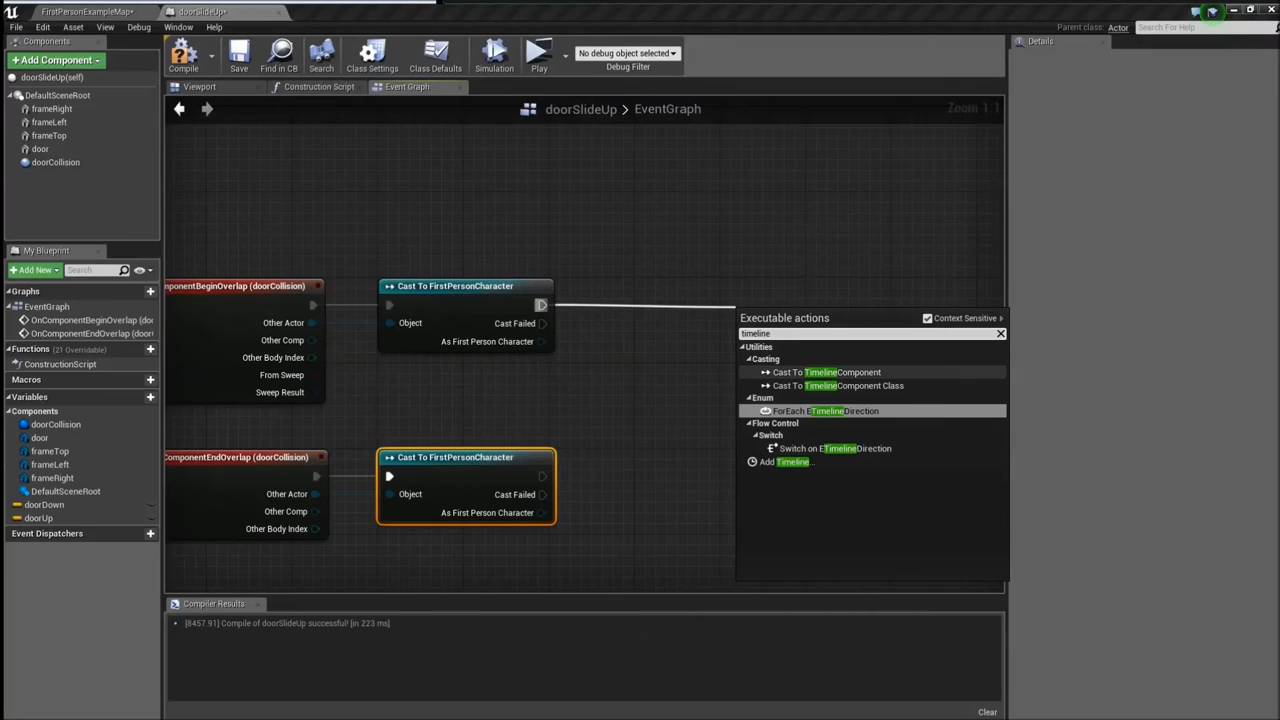 FirstPersonExampleMap*
doorSlideUp*
File Edit Asset View Debug Window Help
Parent class: Actor
Search For Help
Components
+ Add Component
doorSlideUp(self)
DefaultSceneRoot
frameRight
frameLeft
frameTop
door
doorCollision
Compile
Save
Find in CB
Search
Class Settings
Class Defaults
Simulation
Play
No debug object selected
Debug Filter
Viewport
Construction Script
Event Graph
doorSlideUp > EventGraph
Zoom 1:1
Details
My Blueprint
+ Add New
Search
Graphs
EventGraph
OnComponentBeginOverlap (do
OnComponentEndOverlap (door
Functions (21 Overridable)
ConstructionScript
Macros
Variables
Components
doorCollision
door
frameTop
frameLeft
frameRight
DefaultSceneRoot
doorDown
doorUp
Event Dispatchers
omponentBeginOverlap (doorCollision)
Other Actor
Other Comp
Other Body Index
From Sweep
Sweep Result
Cast To FirstPersonCharacter
Object
Cast Failed
As First Person Character
ComponentEndOverlap (doorCollision)
Other Actor
Other Comp
Other Body Index
Cast To FirstPersonCharacter
Object
Cast Failed
As First Person Character
Executable actions
Context Sensitive
timeline
Utilities
Casting
Cast To TimelineComponent
Cast To TimelineComponent Class
Enum
ForEach ETimelineDirection
Flow Control
Switch
Switch on ETimelineDirection
Add Timeline...
Compiler Results
[8457.91] Compile of doorSlideUp successful! [in 223 ms]
Clear